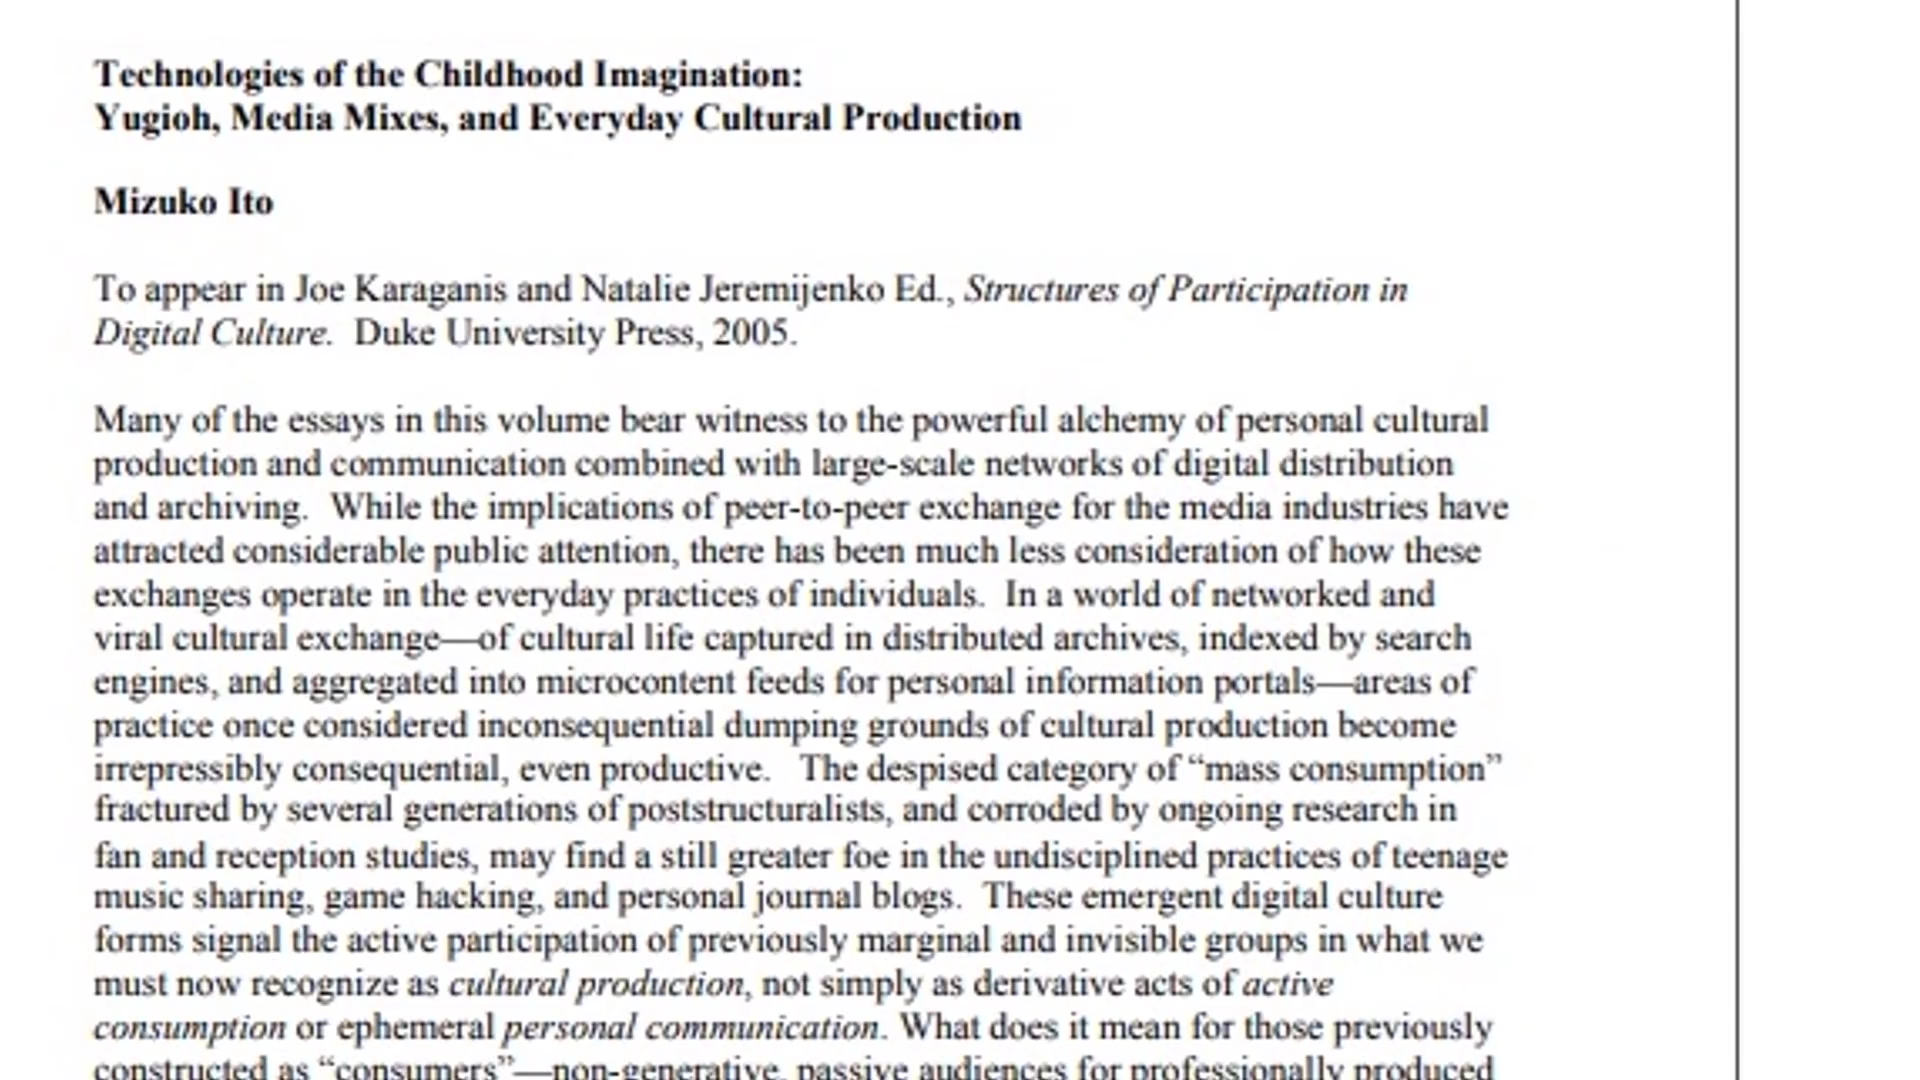 Technologies of the Childhood Imagination:
Yugioh, Media Mixes, and Everyday Cultural Production
Mizuko Ito
To appear in Joe Karaganis and Natalie Jeremijenko Ed., Structures of Participation in
Digital Culture.  Duke University Press, 2005.
Many of the essays in this volume bear witness to the powerful alchemy of personal cultural
production and communication combined with large-scale networks of digital distribution
and archiving.  While the implications of peer-to-peer exchange for the media industries have
attracted considerable public attention, there has been much less consideration of how these
exchanges operate in the everyday practices of individuals.  In a world of networked and
viral cultural exchange—of cultural life captured in distributed archives, indexed by search
engines, and aggregated into microcontent feeds for personal information portals—areas of
practice once considered inconsequential dumping grounds of cultural production become
irrepressibly consequential, even productive.   The despised category of “mass consumption”
fractured by several generations of poststructuralists, and corroded by ongoing research in
fan and reception studies, may find a still greater foe in the undisciplined practices of teenage
music sharing, game hacking, and personal journal blogs.  These emergent digital culture
forms signal the active participation of previously marginal and invisible groups in what we
must now recognize as cultural production, not simply as derivative acts of active
consumption or ephemeral personal communication. What does it mean for those previously
constructed as “consumers”—non-generative, passive audiences for professionally produced